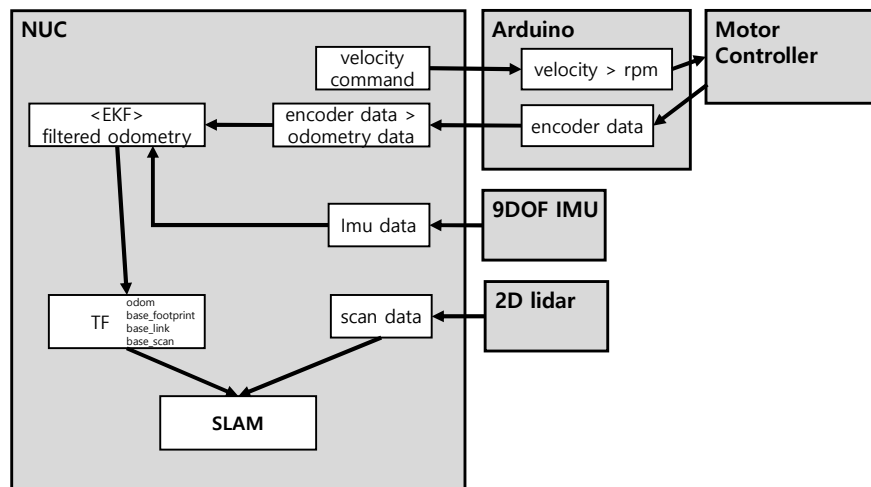 NUC
Arduino
Motor
Controller
velocity
command
velocity > rpm
<EKF>
filtered odometry
encoder data >
odometry data
encoder data
Imu data
9DOF IMU
TF
odom
base_footprint
base_link
base_scan
scan data
2D lidar
SLAM